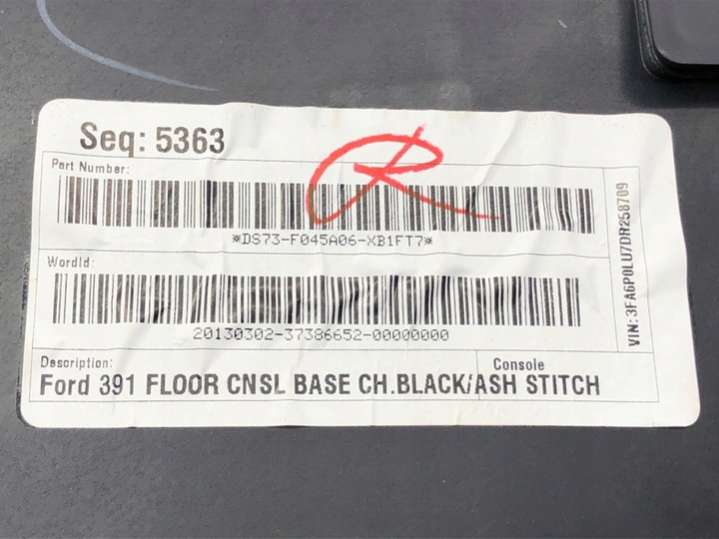 Seq: 5363
Part Number:
*DS73-F045A06-XB1FT7*
WordId:
20130302-37386652-00000000
VIN: 3FA6P0LU7DR258709
Description:
Console
Ford 391 FLOOR CNSL BASE CH.BLACK/ASH STITCH